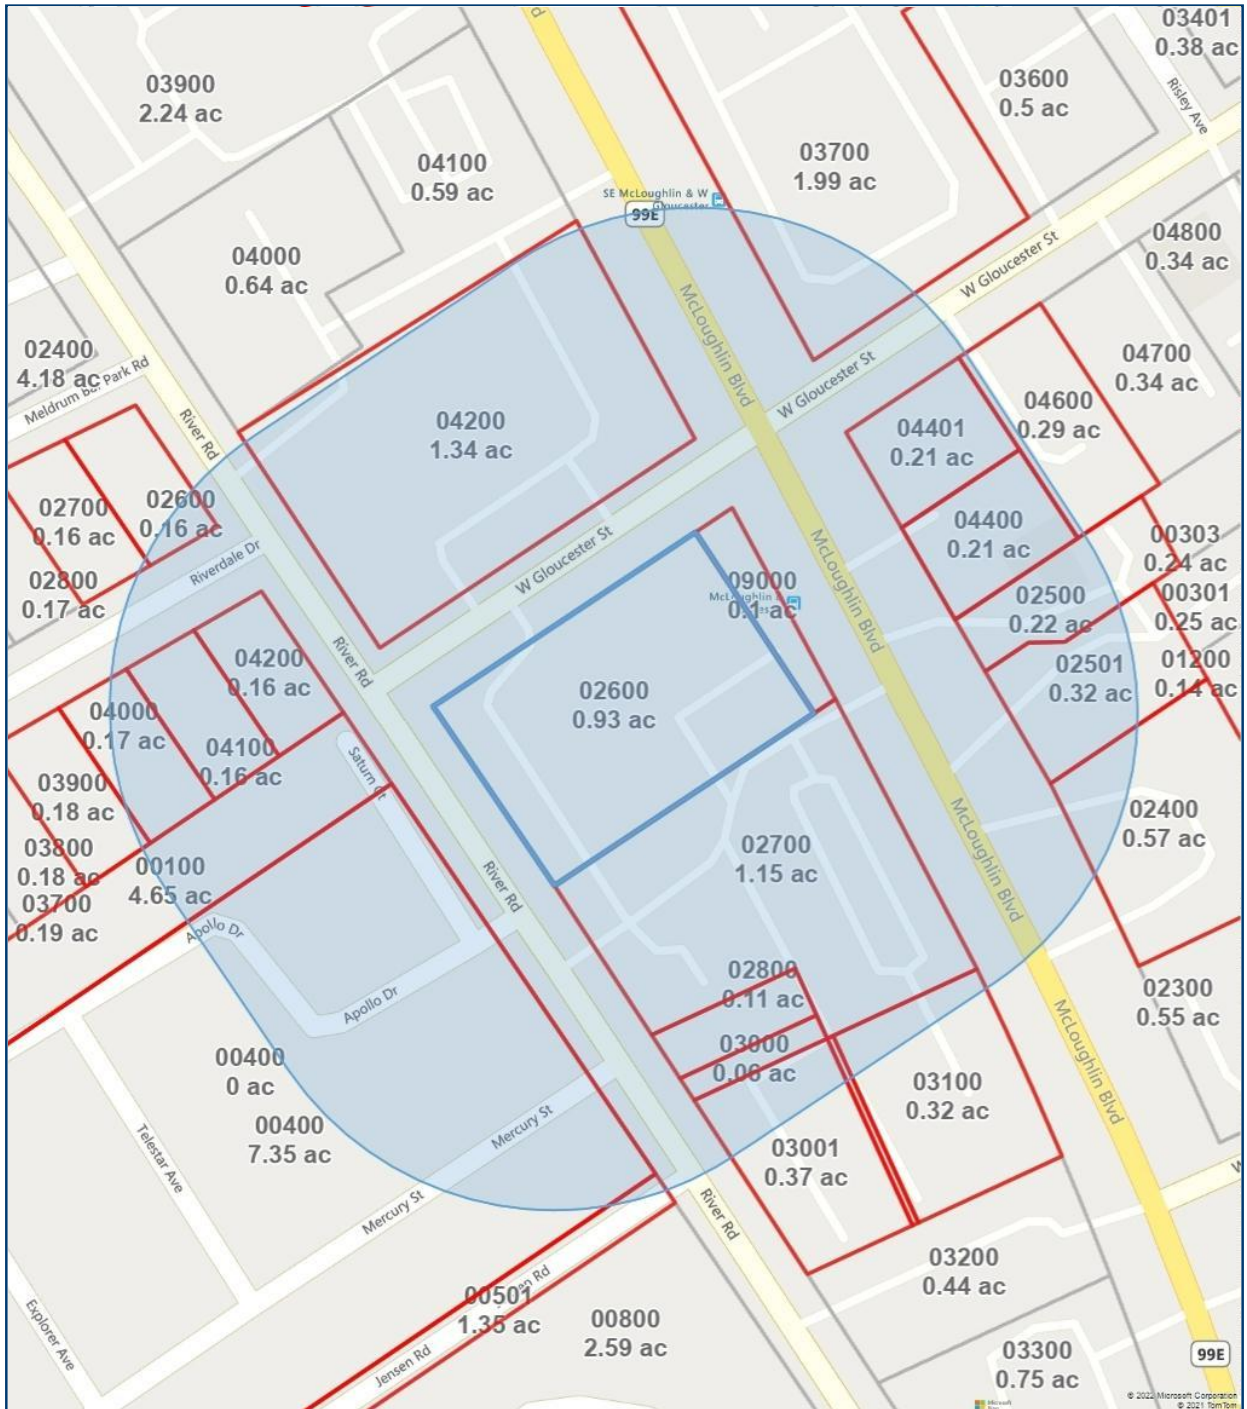 03401
0.38 ac
03900
2.24 ac
03600
0.5 ac
Risley Ave
04100
0.59 ac
03700
1.99 ac
SE McLoughlin & W
Gloucester
99E
04000
0.64 ac
W Gloucester St
04800
0.34 ac
McLoughlin Blvd
02400
4.18 ac
Park Rd
Meldrum
River Rd
W Gloucester St
04700
0.34 ac
04600
0.29 ac
04200
1.34 ac
04401
0.21 ac
02700
0.16 ac
02600
0.16 ac
04400
0.21 ac
00303
0.24 ac
Riverdale Dr
W Gloucester St
McLoughlin Blvd
02800
0.17 ac
09000
0.1 ac
02500
0.22 ac
00301
0.25 ac
River Rd
04200
0.16 ac
02600
0.93 ac
02501
0.32 ac
01200
0.14 ac
04000
0.17 ac
04100
0.16 ac
Saturn Ct
03900
0.18 ac
McLoughlin Blvd
02400
0.57 ac
03800
0.18 ac
00100
4.65 ac
02700
1.15 ac
River Rd
03700
0.19 ac
Apollo Dr
02800
0.11 ac
02300
0.55 ac
Apollo Dr
03000
0.06 ac
McLoughlin Blvd
00400
0 ac
03100
0.32 ac
00400
7.35 ac
Mercury St
03001
0.37 ac
Telestar Ave
Mercury St
River Rd
03200
0.44 ac
00501
1.35 ac
Rd
00800
2.59 ac
Explorer Ave
Jensen Rd
03300
0.75 ac
99E
Microsoft
© 2022 Microsoft Corporation
© 2021 TomTom